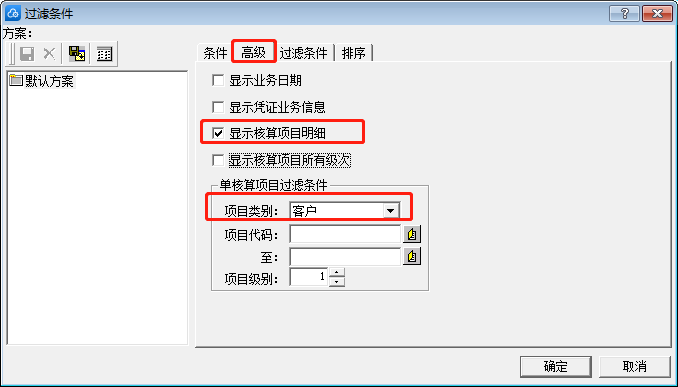 过滤条件
方案：
条件 高级 过滤条件 排序
默认方案
显示业务日期
显示凭证业务信息
显示核算项目明细
显示核算项目所有级次
单核算项目过滤条件
项目类别： 客户
项目代码：
至：
项目级别： 1
确定 取消